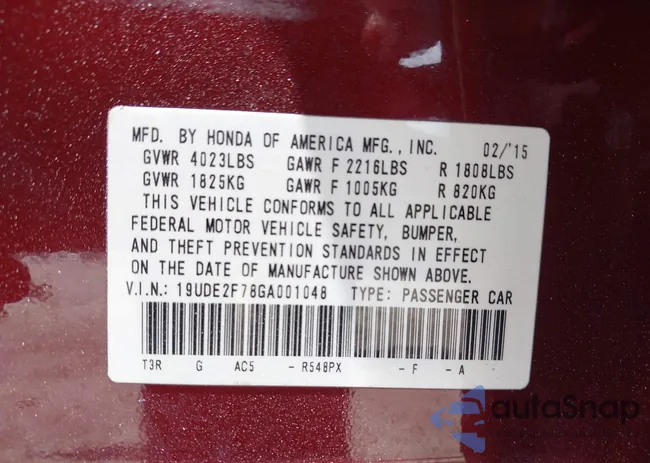 MFD. BY HONDA OF AMERICA MFG., INC. 02/'15
GVWR 4023LBS GAWR F 2216LBS R 1808LBS
GVWR 1825KG GAWR F 1005KG R 820KG
THIS VEHICLE CONFORMS TO ALL APPLICABLE
FEDERAL MOTOR VEHICLE SAFETY, BUMPER,
AND THEFT PREVENTION STANDARDS IN EFFECT
ON THE DATE OF MANUFACTURE SHOWN ABOVE.
V.I.N.: 19UDE2F78GA001048 TYPE: PASSENGER CAR
T3R G AC5 - R548PX - F - A
autoSnap